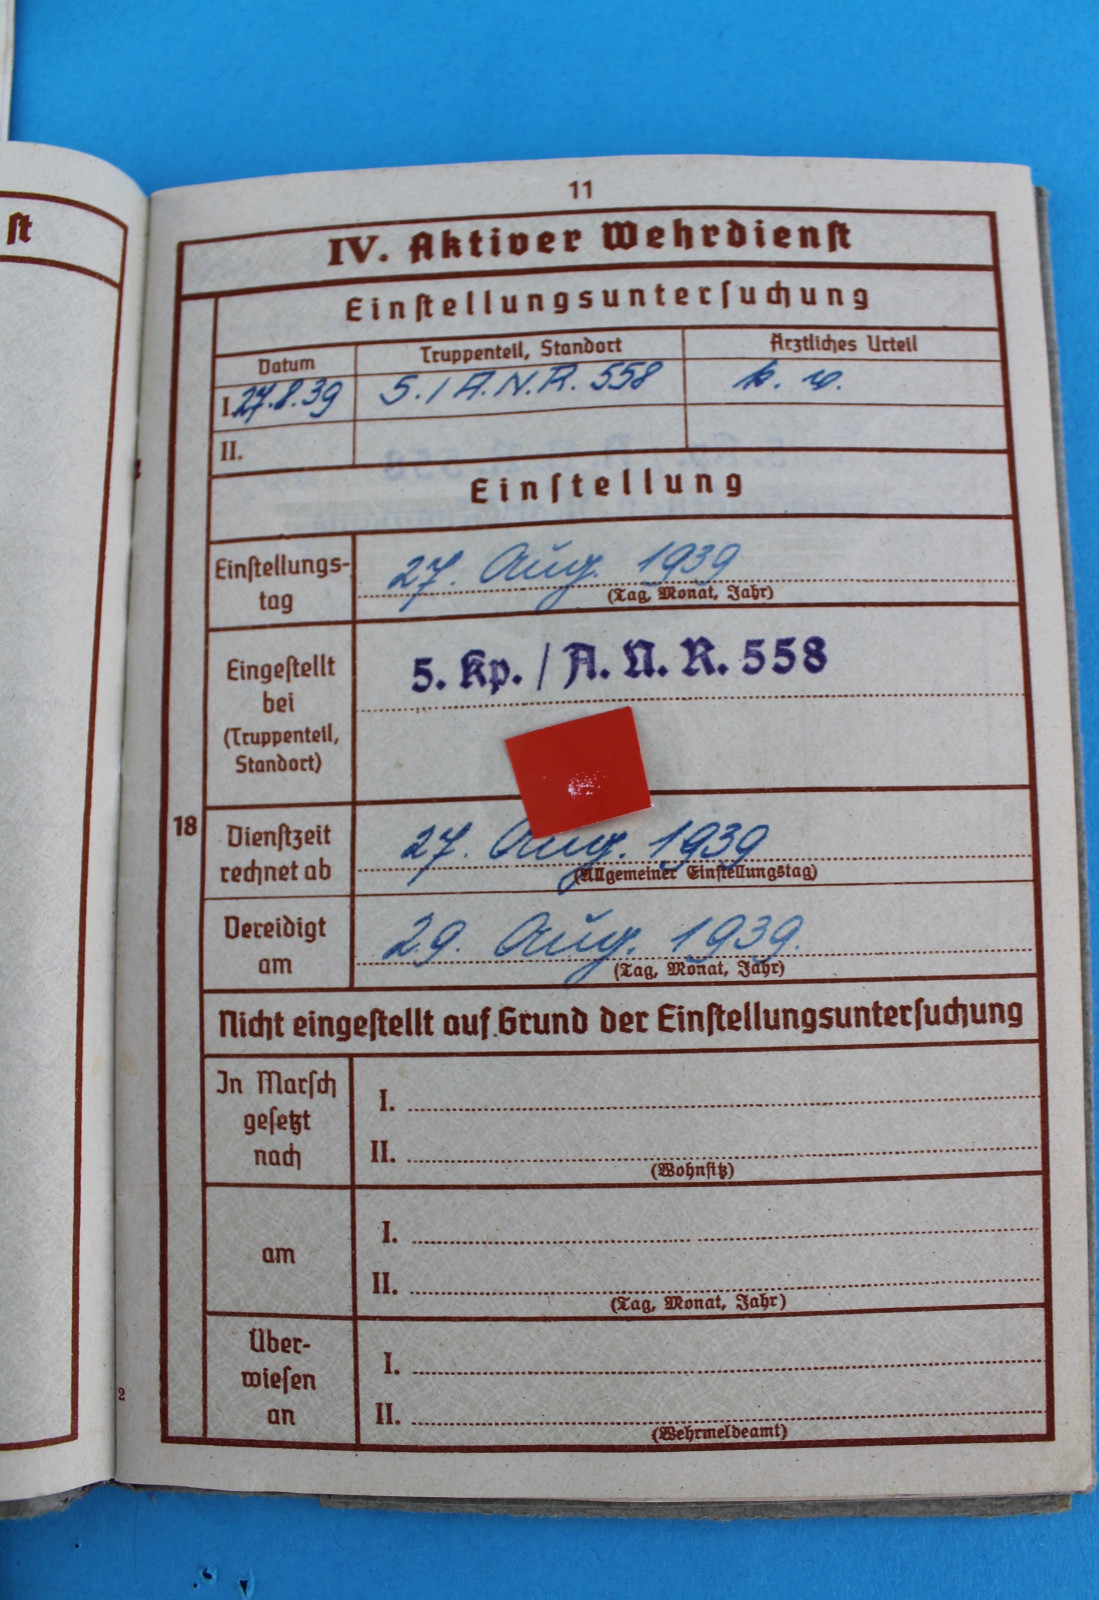 ſt
11
IV. Aktiver Wehrdienſt
Einſtellungsunterſuchung
Datum
Truppenteil, Standort
Ärztliches Urteil
I. 27.8.39
5./A.N.R. 558
k. v.
II.
Einſtellung
Einſtellungs-
tag
27. Aug. 1939
(Tag, Monat, Jahr)
Eingeſtellt
bei
(Truppenteil,
Standort)
5. Kp./A.N.R. 558
18
Dienſtzeit
rechnet ab
27. Aug. 1939
(Allgemeiner Einſtellungstag)
Vereidigt
am
29. Aug. 1939.
(Tag, Monat, Jahr)
Nicht eingeſtellt auf Grund der Einſtellungsunterſuchung
In Marſch
geſetzt
nach
I.
II.
(Wohnſitz)
am
I.
II.
(Tag, Monat, Jahr)
Über-
wieſen
an
I.
II.
(Wehrmeldeamt)
2